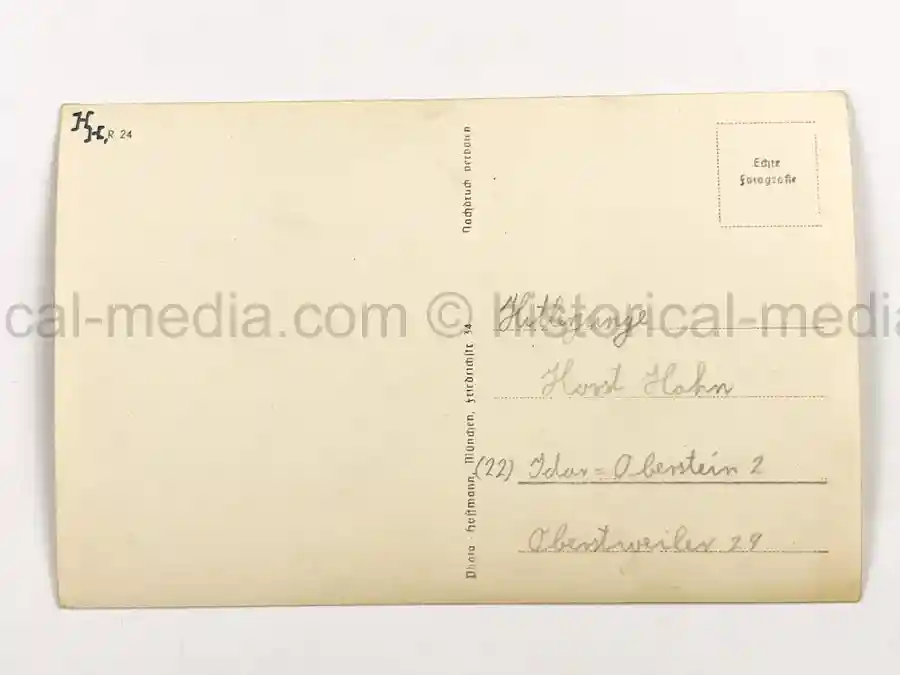 HH, R 24
Nachdruck verboten
Photo · Hoffmann, München, Friedrichstr. 34
Echte
Fotografie
Hitlerjunge
Horst Hahn
(22) Idar=Oberstein 2
Oberstweiler 29
cal-media.com © Historical-media